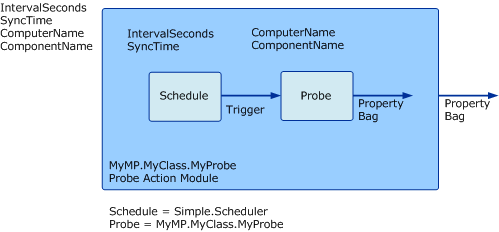 IntervalSeconds
SyncTime
ComputerName
ComponentName
IntervalSeconds
SyncTime
ComputerName
ComponentName
Schedule
Trigger
Probe
Property
Bag
Property
Bag
MyMP.MyClass.MyProbe
Probe Action Module
Schedule = Simple.Scheduler
Probe = MyMP.MyClass.MyProbe